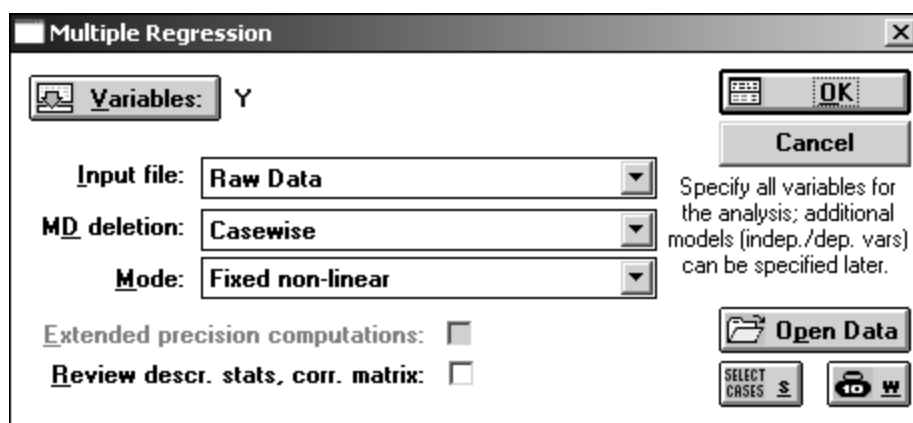 Multiple Regression
Variables: Y
OK
Cancel
Input file: Raw Data
MD deletion: Casewise
Mode: Fixed non-linear
Specify all variables for
the analysis; additional
models (indep./dep. vars)
can be specified later.
Extended precision computations:
Review descr. stats, corr. matrix:
Open Data
SELECT
CASES S
10 w